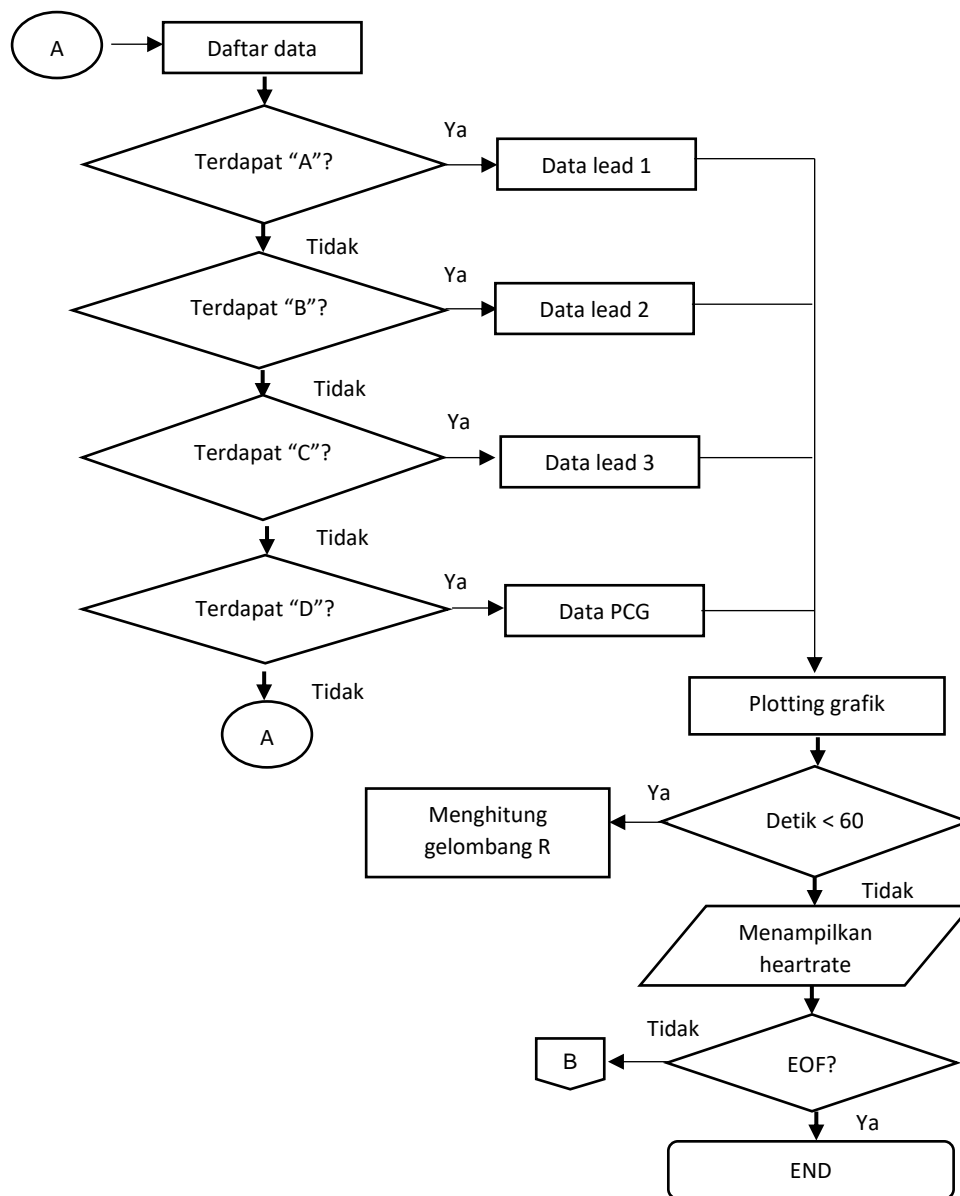 A
Daftar data
Ya
Terdapat “A”?
Data lead 1
Tidak
Ya
Terdapat “B”?
Data lead 2
Tidak
Ya
Terdapat “C”?
Data lead 3
Tidak
Ya
Terdapat “D”?
Data PCG
Tidak
A
Plotting grafik
Ya
Menghitung
gelombang R
Detik < 60
Tidak
Menampilkan
heartrate
Tidak
B
EOF?
Ya
END